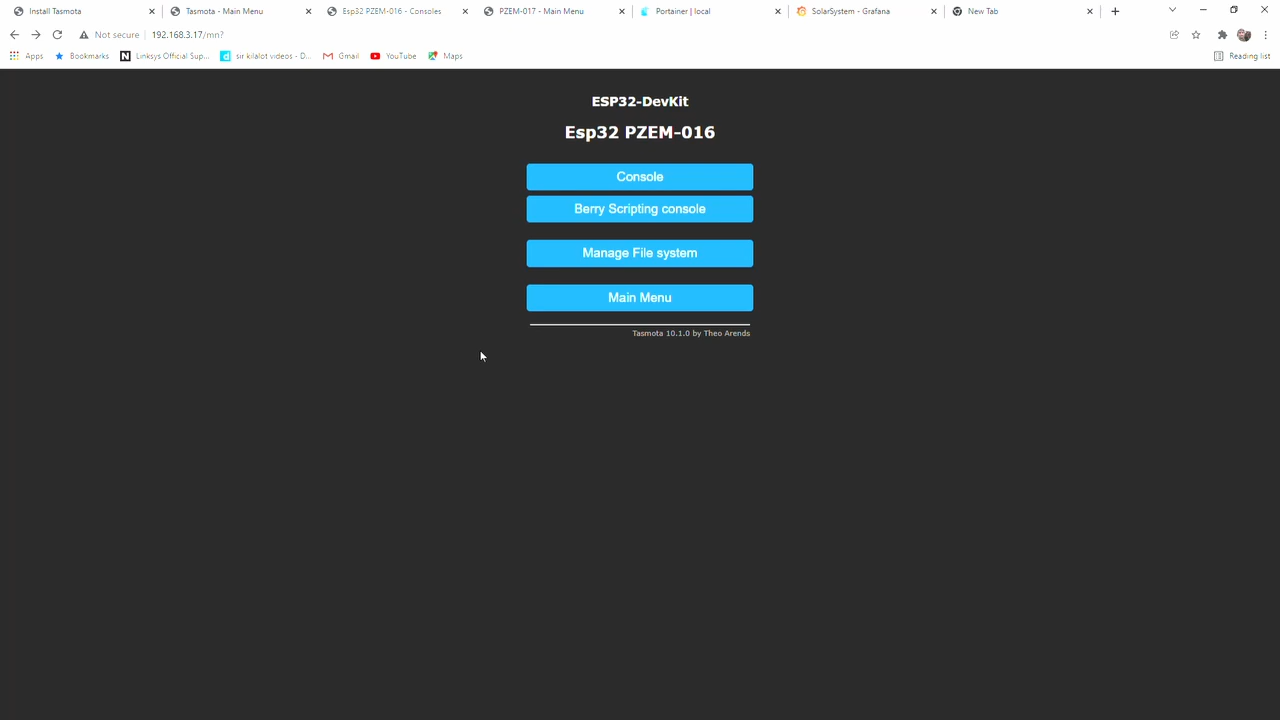 Install Tasmota
Tasmota - Main Menu
Esp32 PZEM-016 - Consoles
PZEM-017 - Main Menu
Portainer | local
SolarSystem - Grafana
New Tab
Not secure
192.168.3.17/mn?
Apps
Bookmarks
Linksys Official Sup...
sir kilalot videos - D...
Gmail
YouTube
Maps
Reading list
ESP32-DevKit
Esp32 PZEM-016
Console
Berry Scripting console
Manage File system
Main Menu
Tasmota 10.1.0 by Theo Arends